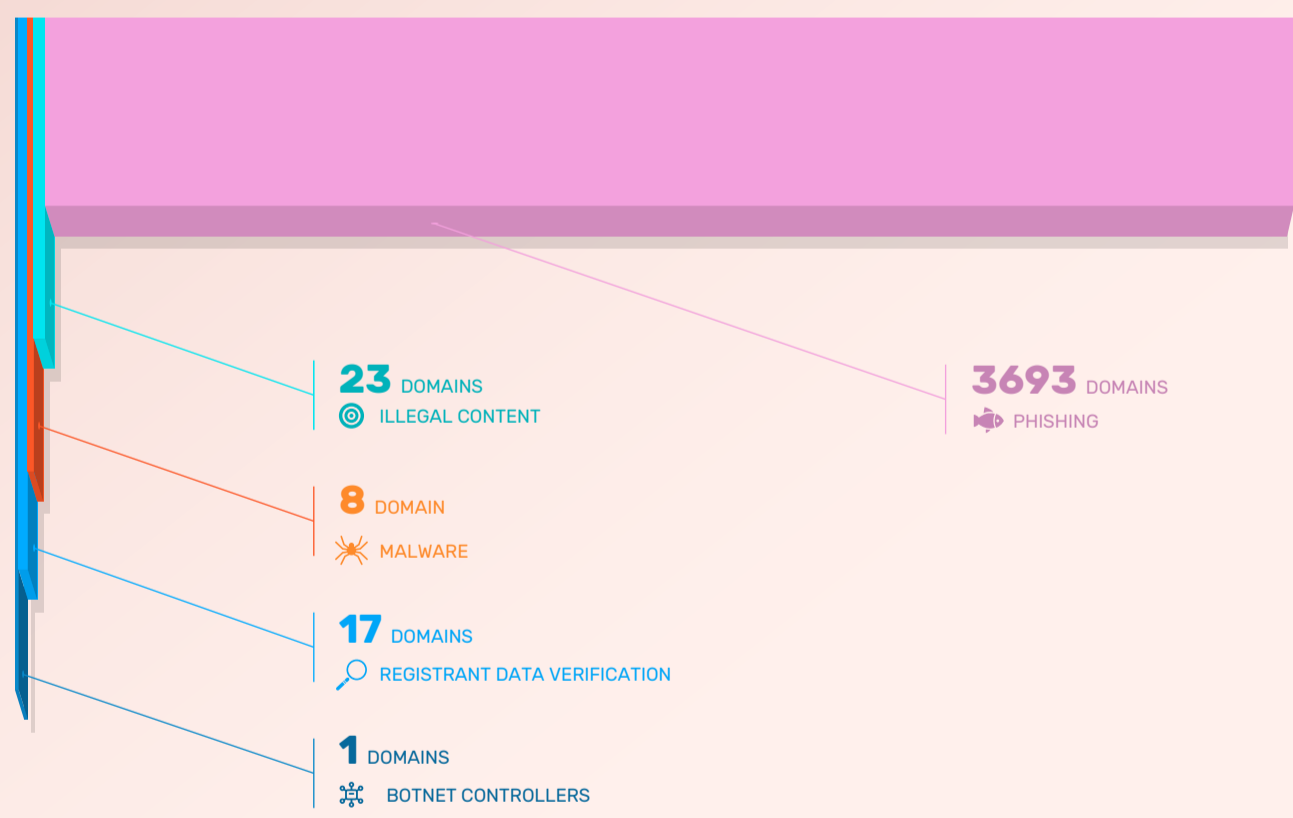 23 DOMAINS
ILLEGAL CONTENT
3693 DOMAINS
PHISHING
8 DOMAIN
MALWARE
17 DOMAINS
REGISTRANT DATA VERIFICATION
1 DOMAINS
BOTNET CONTROLLERS